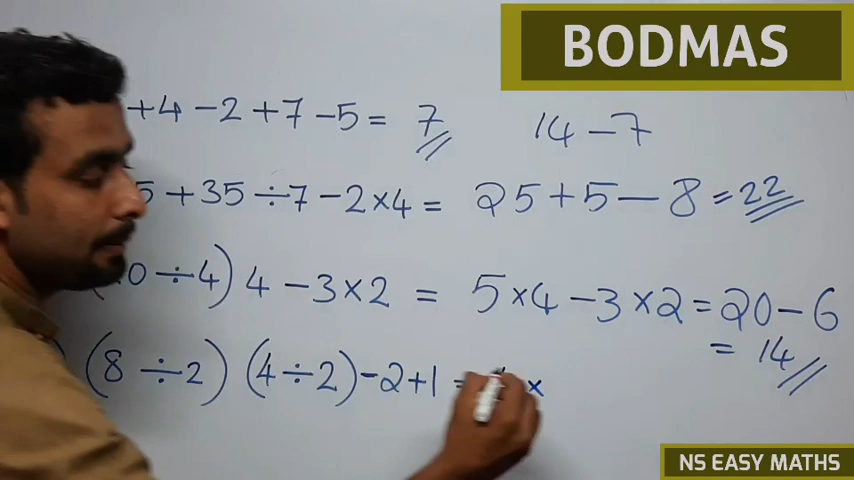 BODMAS
+4 -2 +7 -5 = 7
14 -7
5 + 35 ÷7 -2×4 = 25+5-8 = 22
0 ÷4) 4 -3×2 = 5×4 -3×2 = 20-6
= 14
(8 ÷2) (4÷2) -2+1 = ×
NS EASY MATHS